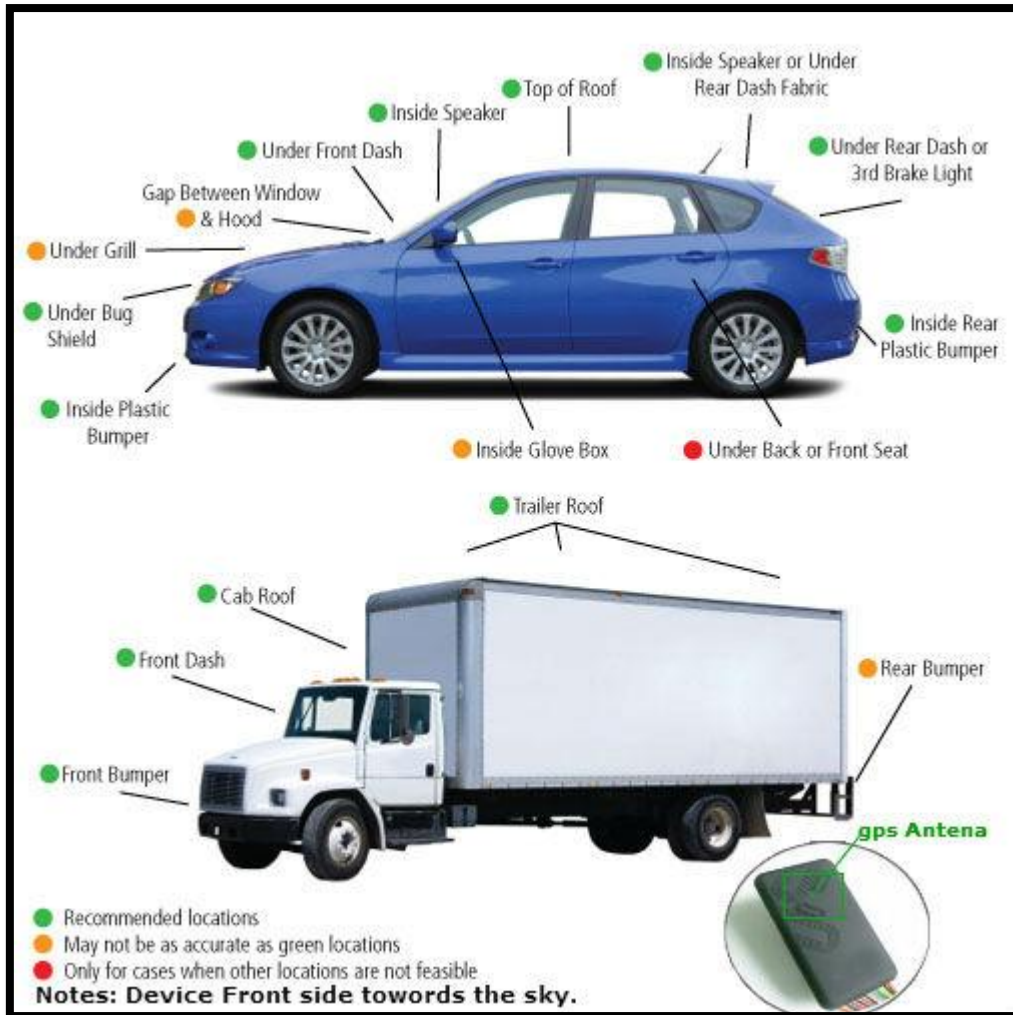 Inside Speaker or Under
Rear Dash Fabric
Top of Roof
Inside Speaker
Under Front Dash
Under Rear Dash or
3rd Brake Light
Gap Between Window
& Hood
Under Grill
Under Bug
Shield
Inside Rear
Plastic Bumper
Inside Plastic
Bumper
Inside Glove Box
Under Back or Front Seat
Trailer Roof
Cab Roof
Front Dash
Rear Bumper
Front Bumper
gps Antena
Recommended locations
May not be as accurate as green locations
Only for cases when other locations are not feasible
Notes: Device Front side towords the sky.